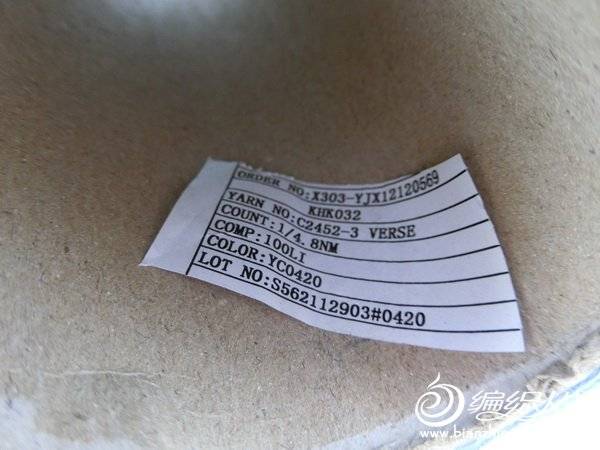 ORDER NO:X303-YJX12120569
KHK032
YARN NO:C2452-3 VERSE
COUNT:1/4.8NM
COMP:100LI
COLOR:YC0420
LOT NO:S562112903#0420
编织人生